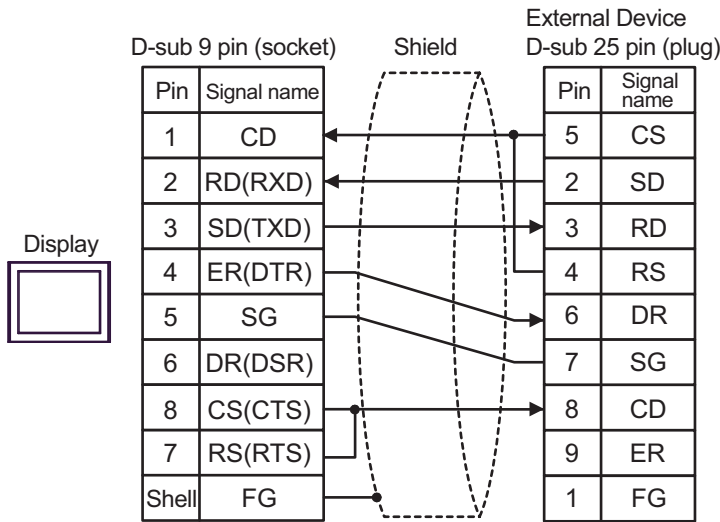 External Device
D-sub 9 pin (socket) Shield D-sub 25 pin (plug)
Pin Signal name Pin Signal
name
1 CD 5 CS
2 RD(RXD) 2 SD
3 SD(TXD) 3 RD
Display
4 ER(DTR) 4 RS
5 SG 6 DR
6 DR(DSR) 7 SG
8 CS(CTS) 8 CD
7 RS(RTS) 9 ER
Shell FG 1 FG